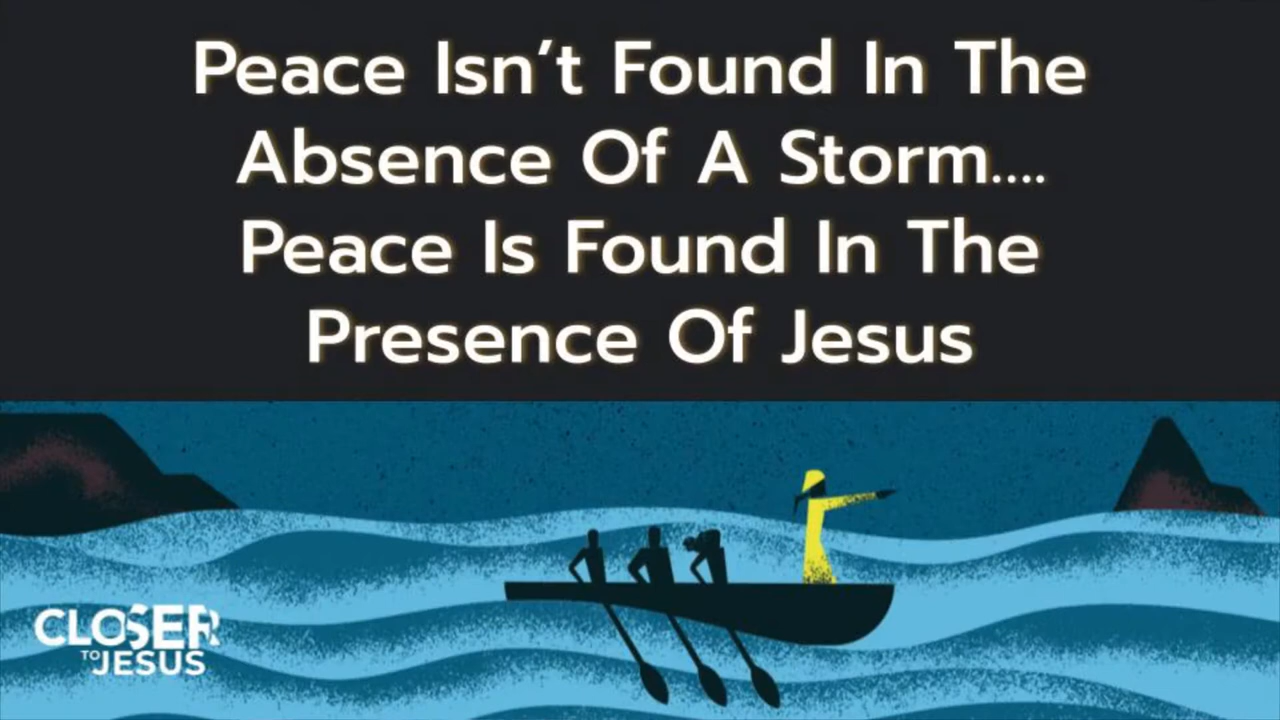 Peace Isn’t Found In The
Absence Of A Storm....
Peace Is Found In The
Presence Of Jesus
CLOSER
TO
JESUS